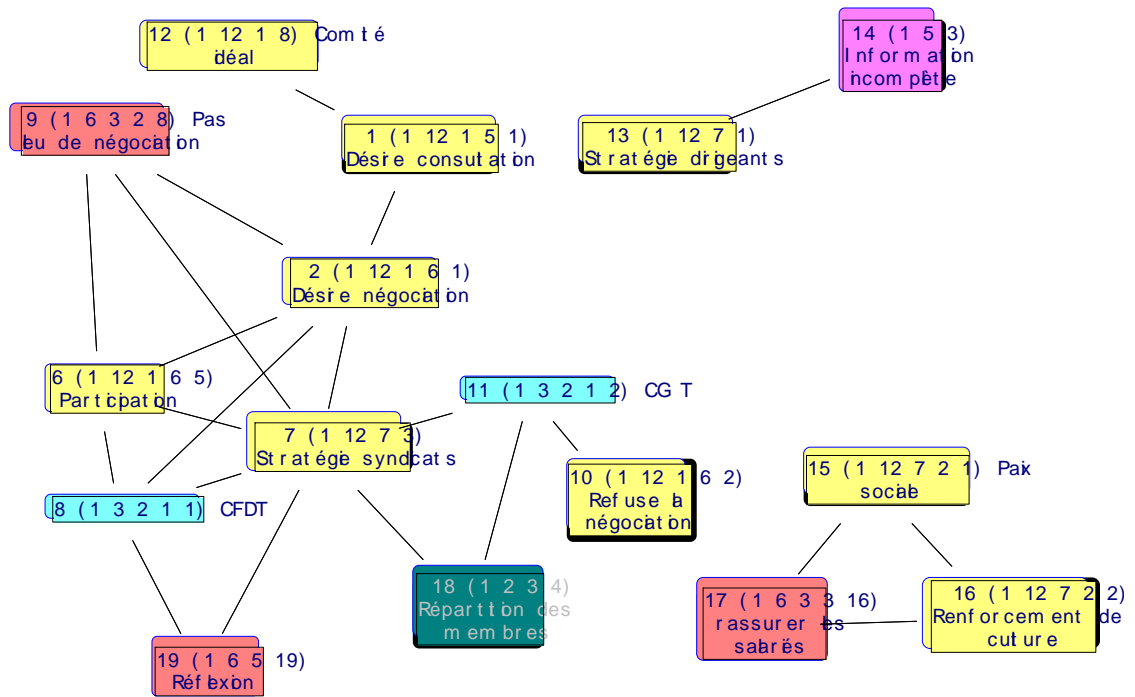 12 (1 12 1 8) Comité
idéal
14 (1 5 3)
Information
incomplète
9 (1 6 3 2 8) Pas
lieu de négociation
1 (1 12 1 5 1)
Désire consultation
13 (1 12 7 1)
Stratégie dirigeants
2 (1 12 1 6 1)
Désire négociation
6 (1 12 1 6 5)
Participation
11 (1 3 2 1 2) CGT
7 (1 12 7 3)
Stratégie syndicats
15 (1 12 7 2 1) Paix
sociale
10 (1 12 1 6 2)
Refuse la
négociation
8 (1 3 2 1 1) CFDT
18 (1 2 3 4)
Répartition des
membres
17 (1 6 3 3 16)
rassurer les
salariés
16 (1 12 7 2 2)
Renforcement de
culture
19 (1 6 5 19)
Réflexion